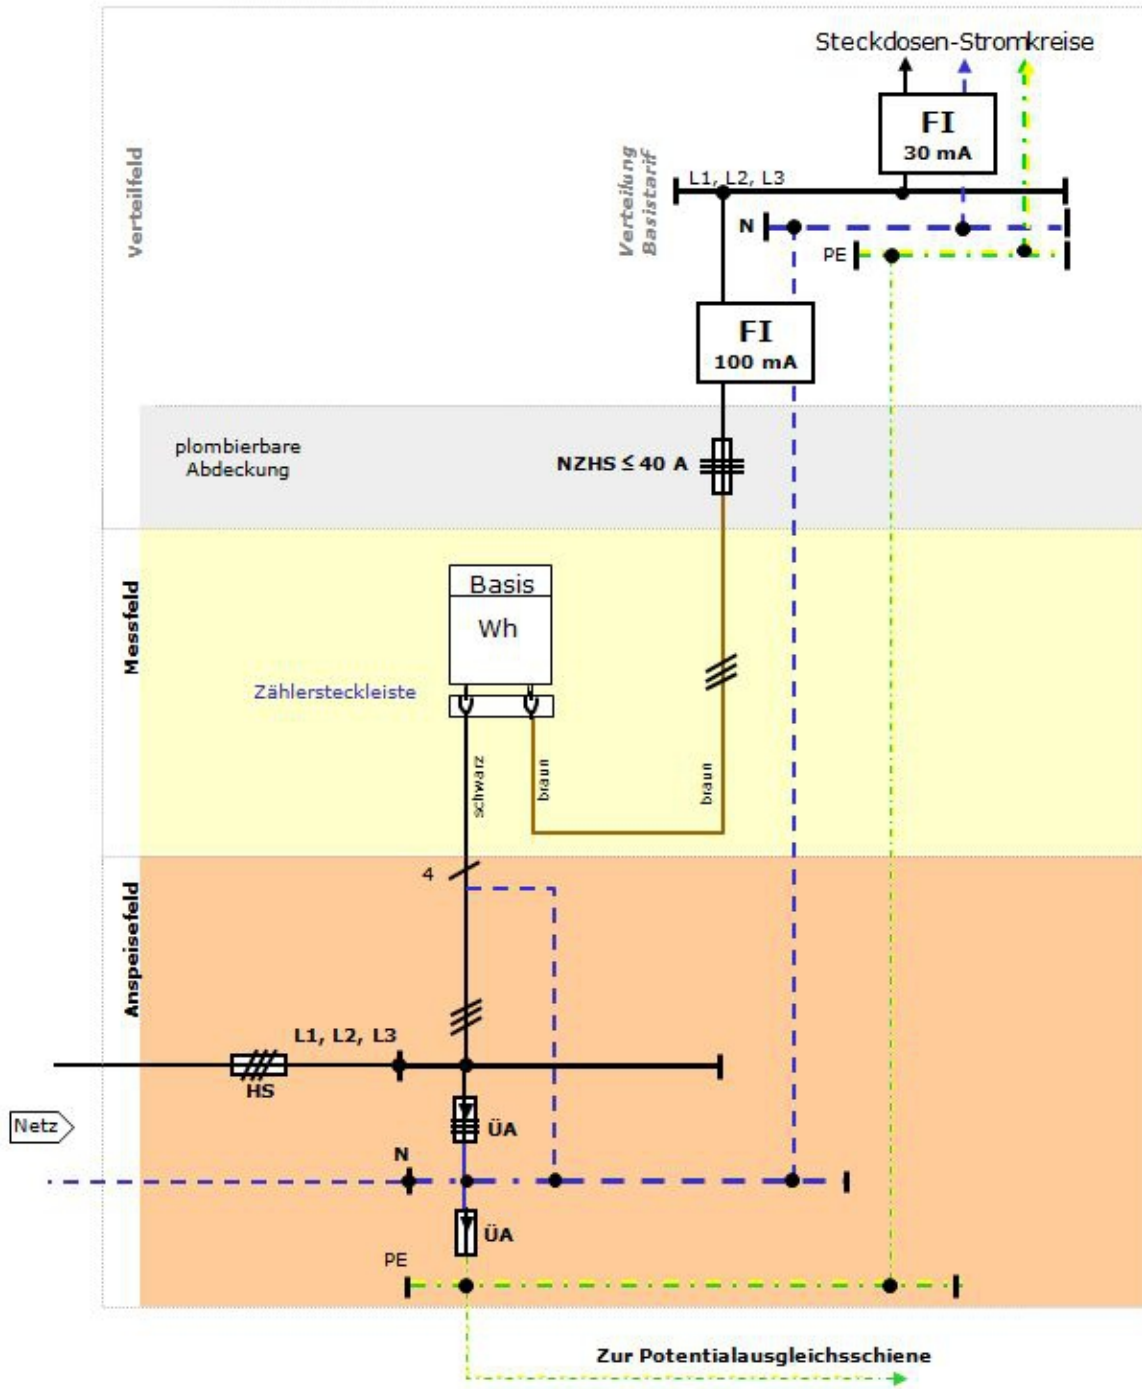 Steckdosen-Stromkreise
FI
30 mA
Verteilfeld
Verteilung
Basistarif
L1, L2, L3
N
PE
FI
100 mA
plombierbare
Abdeckung
NZHS ≤ 40 A
Messfeld
Basis
Wh
Zählersteckleiste
schwarz
braun
braun
4
Anspeisefeld
L1, L2, L3
HS
Netz
ÜA
N
ÜA
PE
Zur Potentialausgleichsschiene